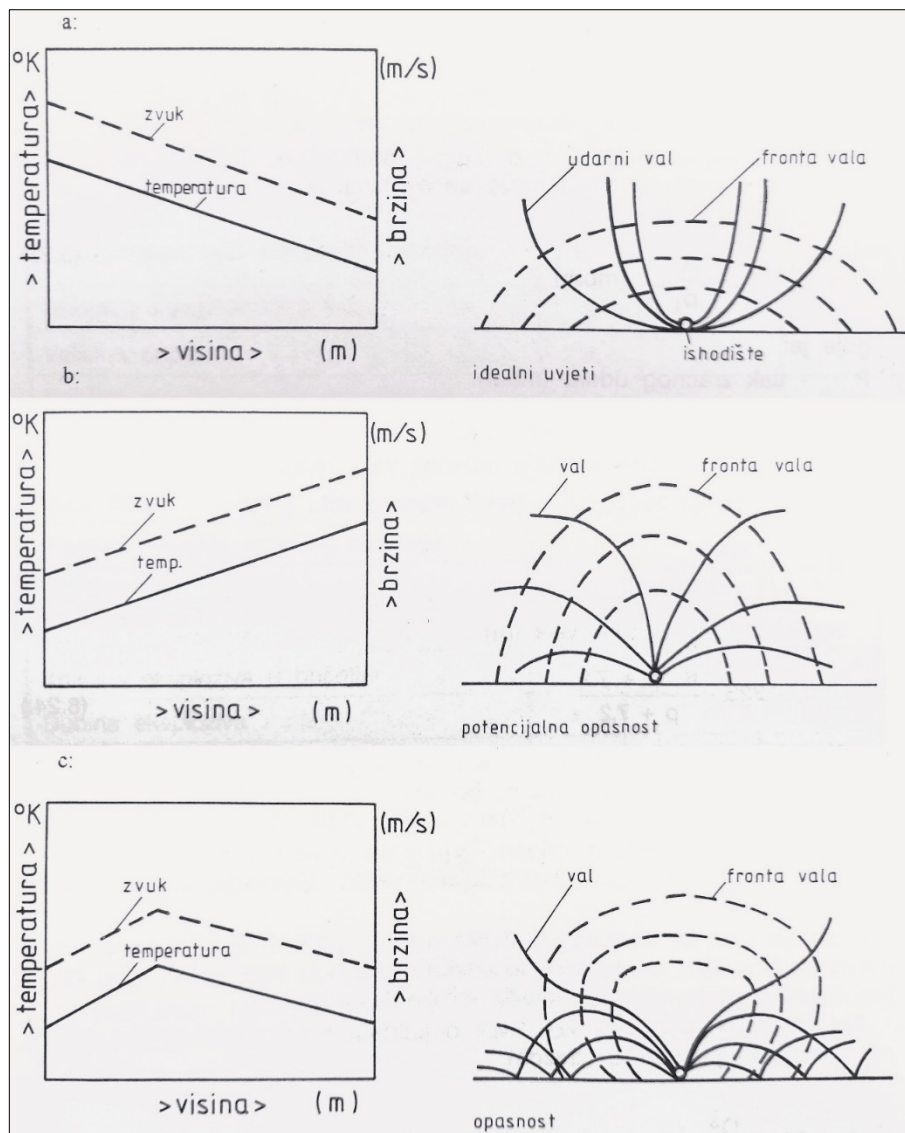 a:
°K
(m/s)
> temperatura >
zvuk
temperatura
> brzina >
>visina> (m)
udarni val
fronta vala
ishodište
idealni uvjeti
b:
°K
(m/s)
>temperatura>
zvuk
temp.
>brzina>
>visina> (m)
val
fronta vala
potencijalna opasnost
c:
°K
(m/s)
> temperatura >
zvuk
temperatura
> brzina >
>visina> (m)
val
fronta vala
opasnost